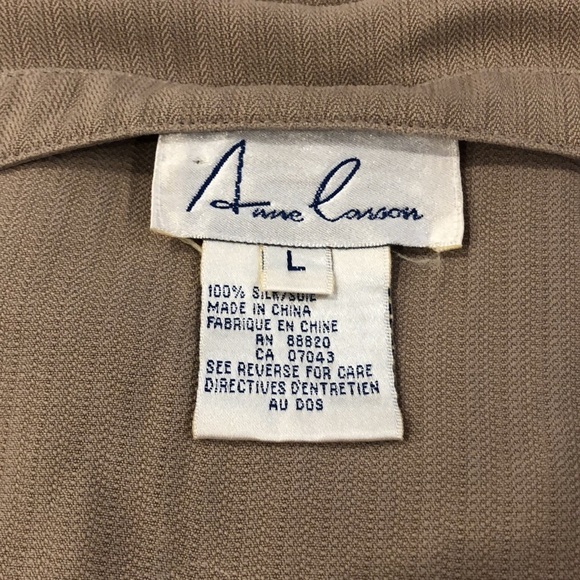 Anne Carson
L
100% SILK/SOIE
MADE IN CHINA
FABRIQUE EN CHINE
RN 88820
CA 07043
SEE REVERSE FOR CARE
DIRECTIVES D'ENTRETIEN
AU DOS